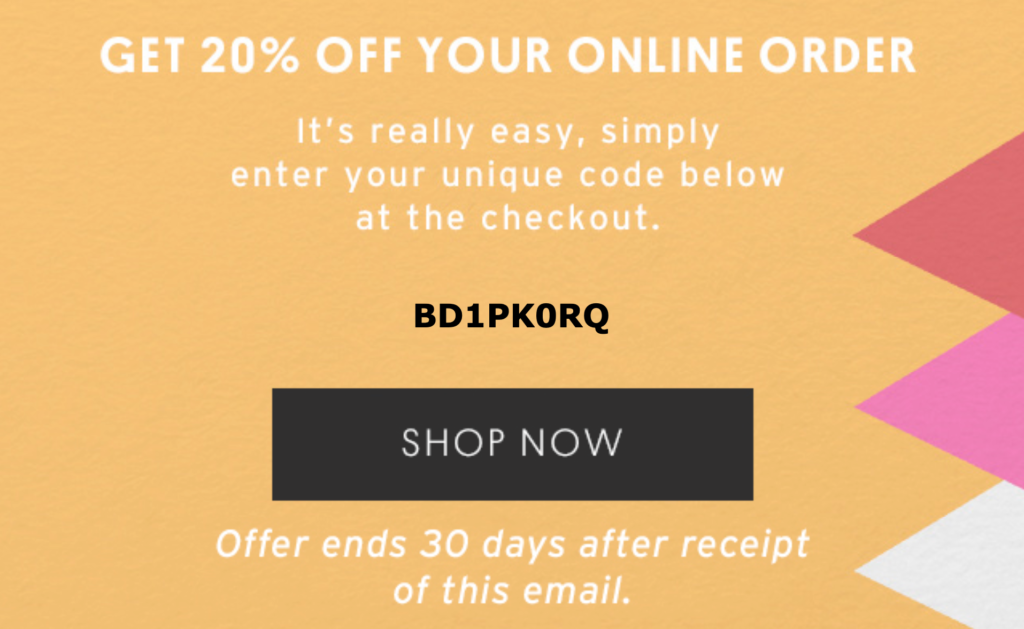 GET 20% OFF YOUR ONLINE ORDER
It's really easy, simply
enter your unique code below
at the checkout.
BD1PK0RQ
SHOP NOW
Offer ends 30 days after receipt
of this email.